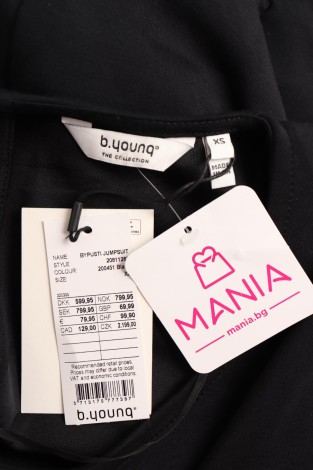 b.young®
THE COLLECTION
XS
MADE
NAME: BYPUSTI JUMPSUIT
STYLE:
COLOUR: 200451
SIZE:
DKK 599,95 NOK 799,95
SEK 799,95 GBP 69,99
€ 79,95 CHF 99,90
CAD 129,00 CZK 2.199,00
Recommended retail prices.
Prices may differ due to local
VAT and economic conditions
b.young®
MANIA
mania.bg